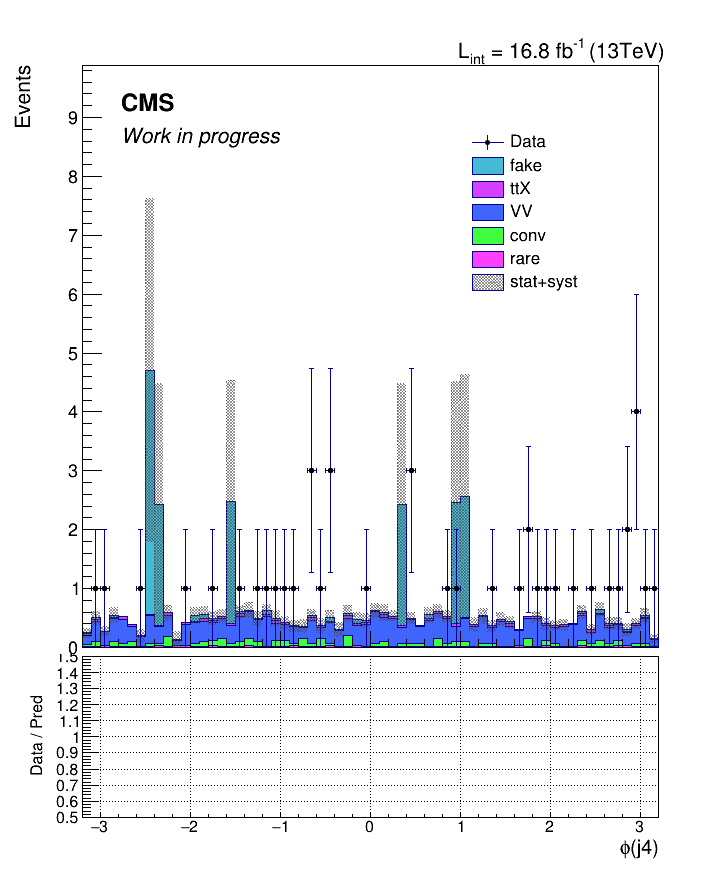 L_int = 16.8 fb^-1 (13TeV)
Events
CMS
Work in progress
Data
fake
ttX
VV
conv
rare
stat+syst
9
8
7
6
5
4
3
2
1
0
1.5
1.4
1.3
1.2
1.1
1
0.9
0.8
0.7
0.6
0.5
Data / Pred
−3 −2 −1 0 1 2 3
ϕ(j4)